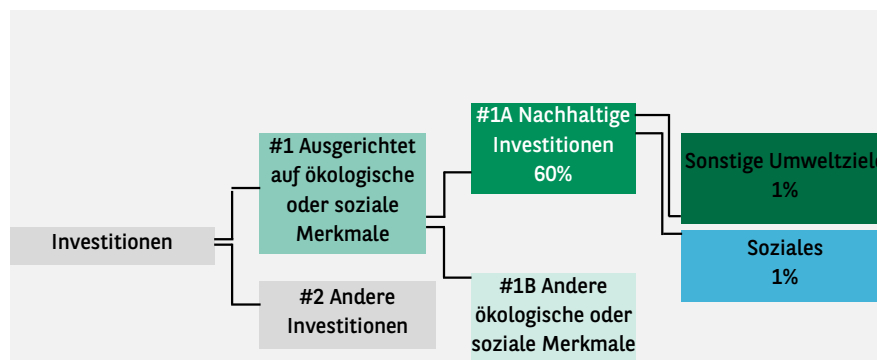 Investitionen
#1 Ausgerichtet
auf ökologische
oder soziale
Merkmale
#2 Andere
Investitionen
#1A Nachhaltige
Investitionen
60%
#1B Andere
ökologische oder
soziale Merkmale
Sonstige Umweltziele
1%
Soziales
1%